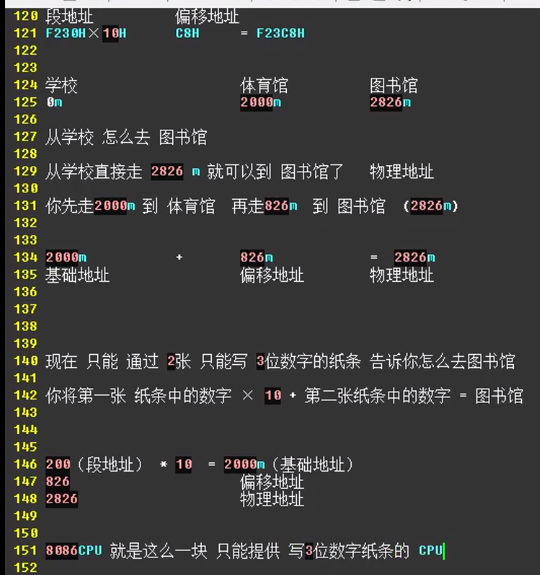 120 段地址 偏移地址
121 F230H×10H C8H = F23C8H
122
123
124 学校 体育馆 图书馆
125 0m 2000m 2826m
126
127 从学校 怎么去 图书馆
128
129 从学校直接走 2826 m 就可以到 图书馆了 物理地址
130
131 你先走2000m 到 体育馆 再走826m 到 图书馆 (2826m)
132
133
134 2000m + 826m = 2826m
135 基础地址 偏移地址 物理地址
136
137
138
139
140 现在 只能 通过 2张 只能写 3位数字的纸条 告诉你怎么去图书馆
141
142 你将第一张 纸条中的数字 × 10 + 第二张纸条中的数字 = 图书馆
143
144
145
146 200（段地址） * 10 = 2000m（基础地址）
147 826 偏移地址
148 2826 物理地址
149
150
151 8086CPU 就是这么一块 只能提供 写3位数字纸条的 CPU
152